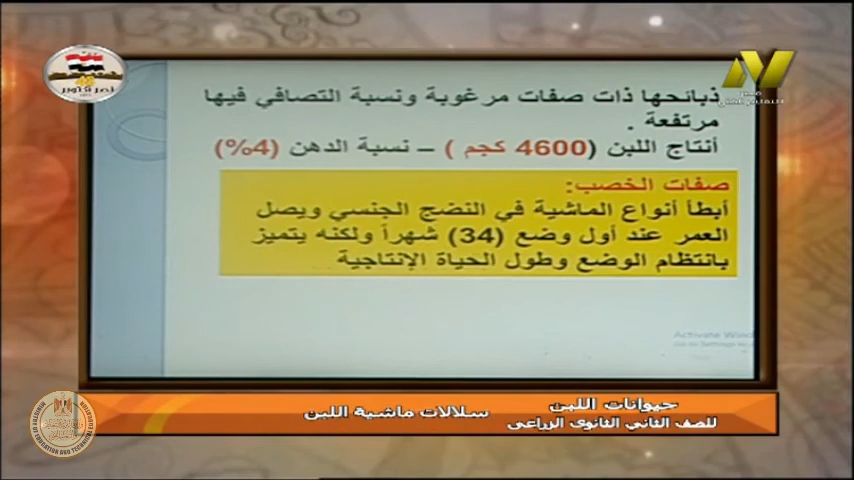 ذبائحها ذات صفات مرغوبة ونسبة التصافي فيها
مرتفعة .
أنتاج اللبن (4600 كجم ) – نسبة الدهن (4%)
صفات الخصب:
أبطأ أنواع الماشية في النضج الجنسي ويصل
العمر عند أول وضع (34) شهراً ولكنه يتميز
بانتظام الوضع وطول الحياة الإنتاجية
حيوانات اللبن
للصف الثاني الثانوى الزراعى
سلالات ماشية اللبن